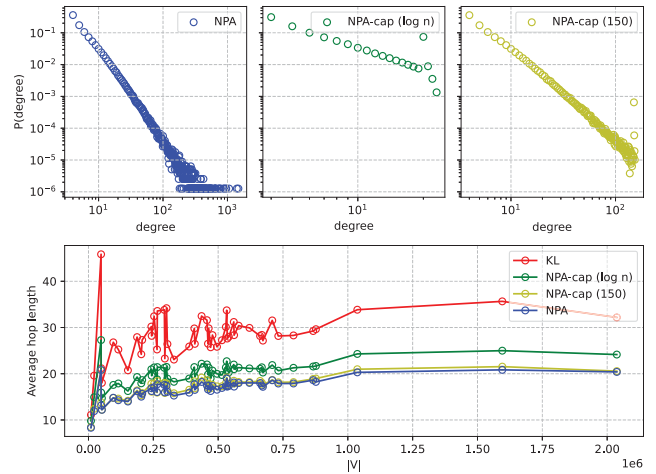 NPA
NPA-cap (log n)
NPA-cap (150)
P(degree)
10⁻¹
10⁻²
10⁻³
10⁻⁴
10⁻⁵
10⁻⁶
10¹ 10² 10³
10¹
10¹ 10²
degree
degree
degree
Average hop length
40
30
20
10
KL
NPA-cap (log n)
NPA-cap (150)
NPA
0.00 0.25 0.50 0.75 1.00 1.25 1.50 1.75 2.00
1e6
|V|